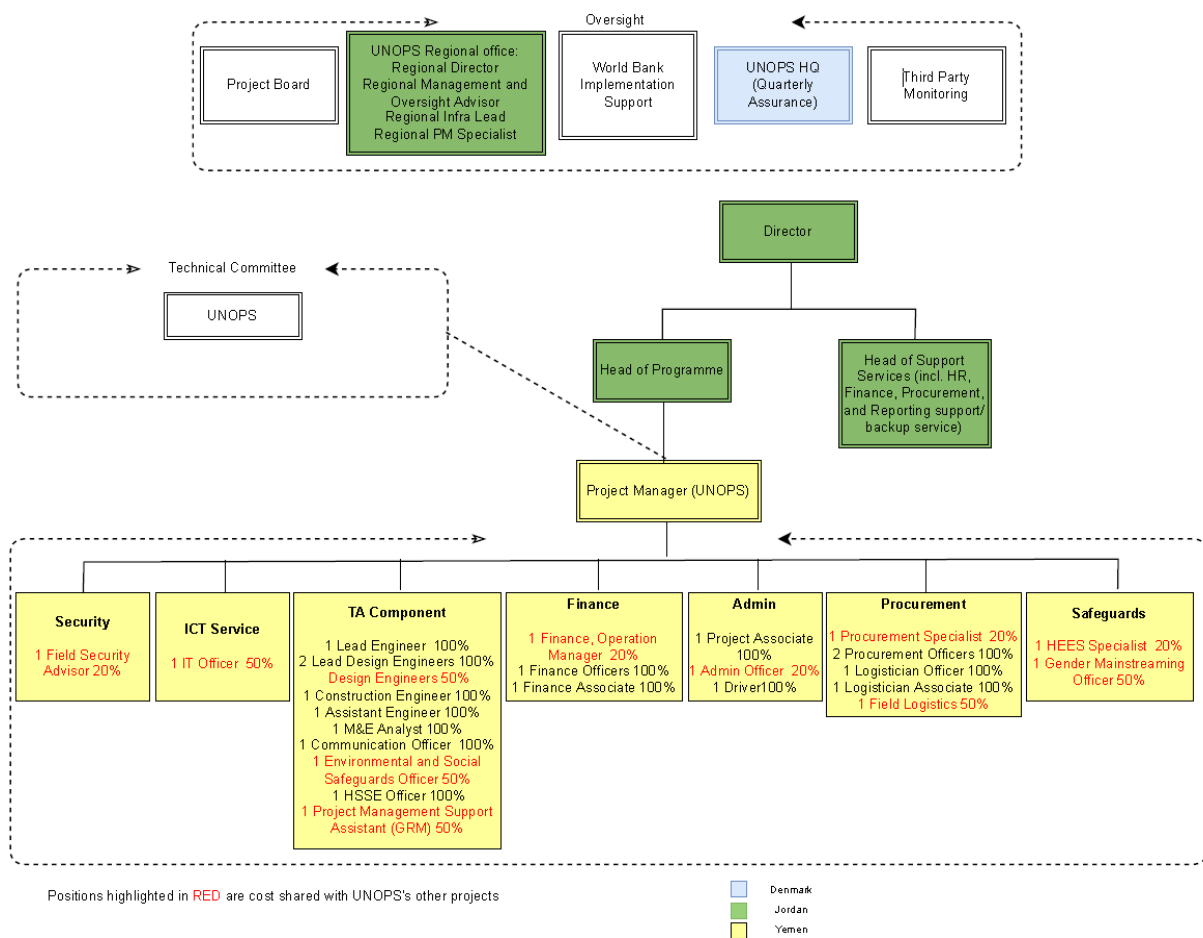 Oversight
Project Board
UNOPS Regional office:
Regional Director
Regional Management and
Oversight Advisor
Regional Infra Lead
Regional PM Specialist
World Bank
Implementation
Support
UNOPS HQ
(Quarterly
Assurance)
Third Party
Monitoring
Director
Technical Committee
UNOPS
Head of Programme
Head of Support
Services (incl. HR,
Finance, Procurement,
and Reporting support/
backup service)
Project Manager (UNOPS)
Security
1 Field Security
Advisor 20%
ICT Service
1 IT Officer 50%
TA Component
1 Lead Engineer 100%
2 Lead Design Engineers 100%
Design Engineers 50%
1 Construction Engineer 100%
1 Assistant Engineer 100%
1 M&E Analyst 100%
1 Communication Officer 100%
1 Environmental and Social
Safeguards Officer 50%
1 HSSE Officer 100%
1 Project Management Support
Assistant (GRM) 50%
Finance
1 Finance, Operation
Manager 20%
1 Finance Officers 100%
1 Finance Associate 100%
Admin
1 Project Associate
100%
1 Admin Officer 20%
1 Driver100%
Procurement
1 Procurement Specialist 20%
2 Procurement Officers 100%
1 Logistician Officer 100%
1 Logistician Associate 100%
1 Field Logistics 50%
Safeguards
1 HEES Specialist 20%
1 Gender Mainstreaming
Officer 50%
Positions highlighted in RED are cost shared with UNOPS's other projects
Denmark
Jordan
Yemen